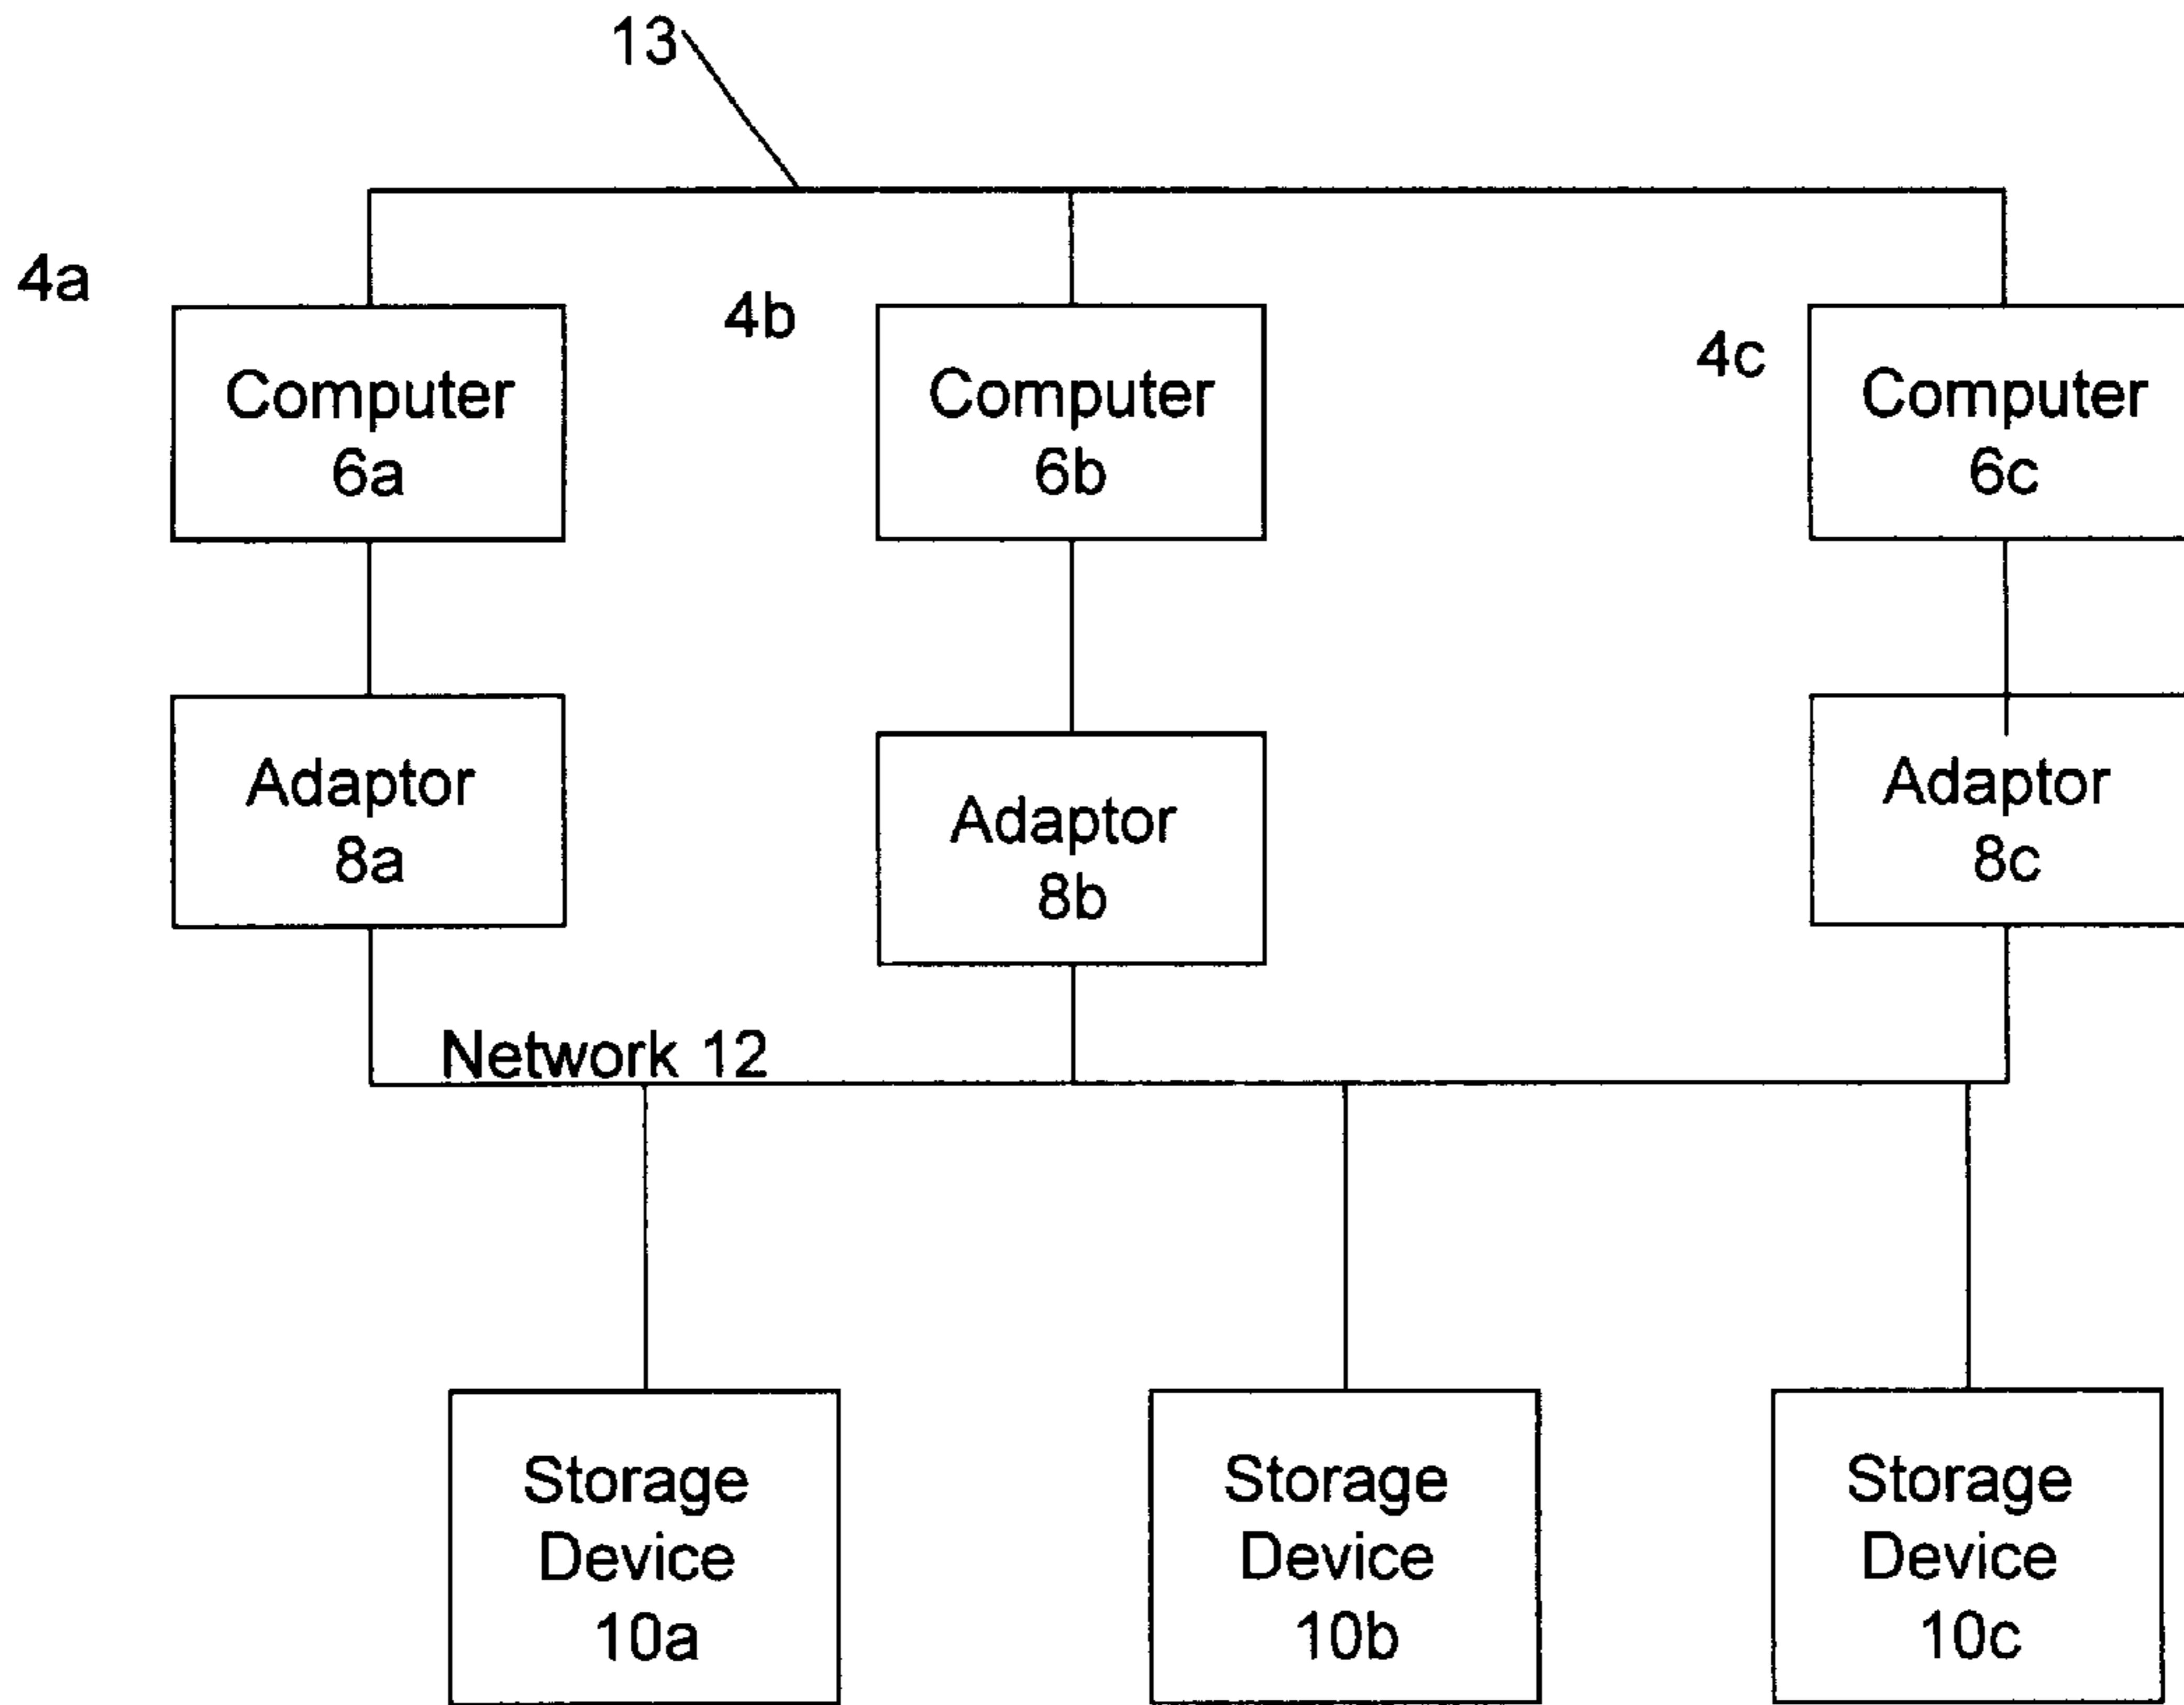 13
4a
Computer
6a
4b
Computer
6b
4c
Computer
6c
Adaptor
8a
Adaptor
8b
Adaptor
8c
Network 12
Storage
Device
10a
Storage
Device
10b
Storage
Device
10c